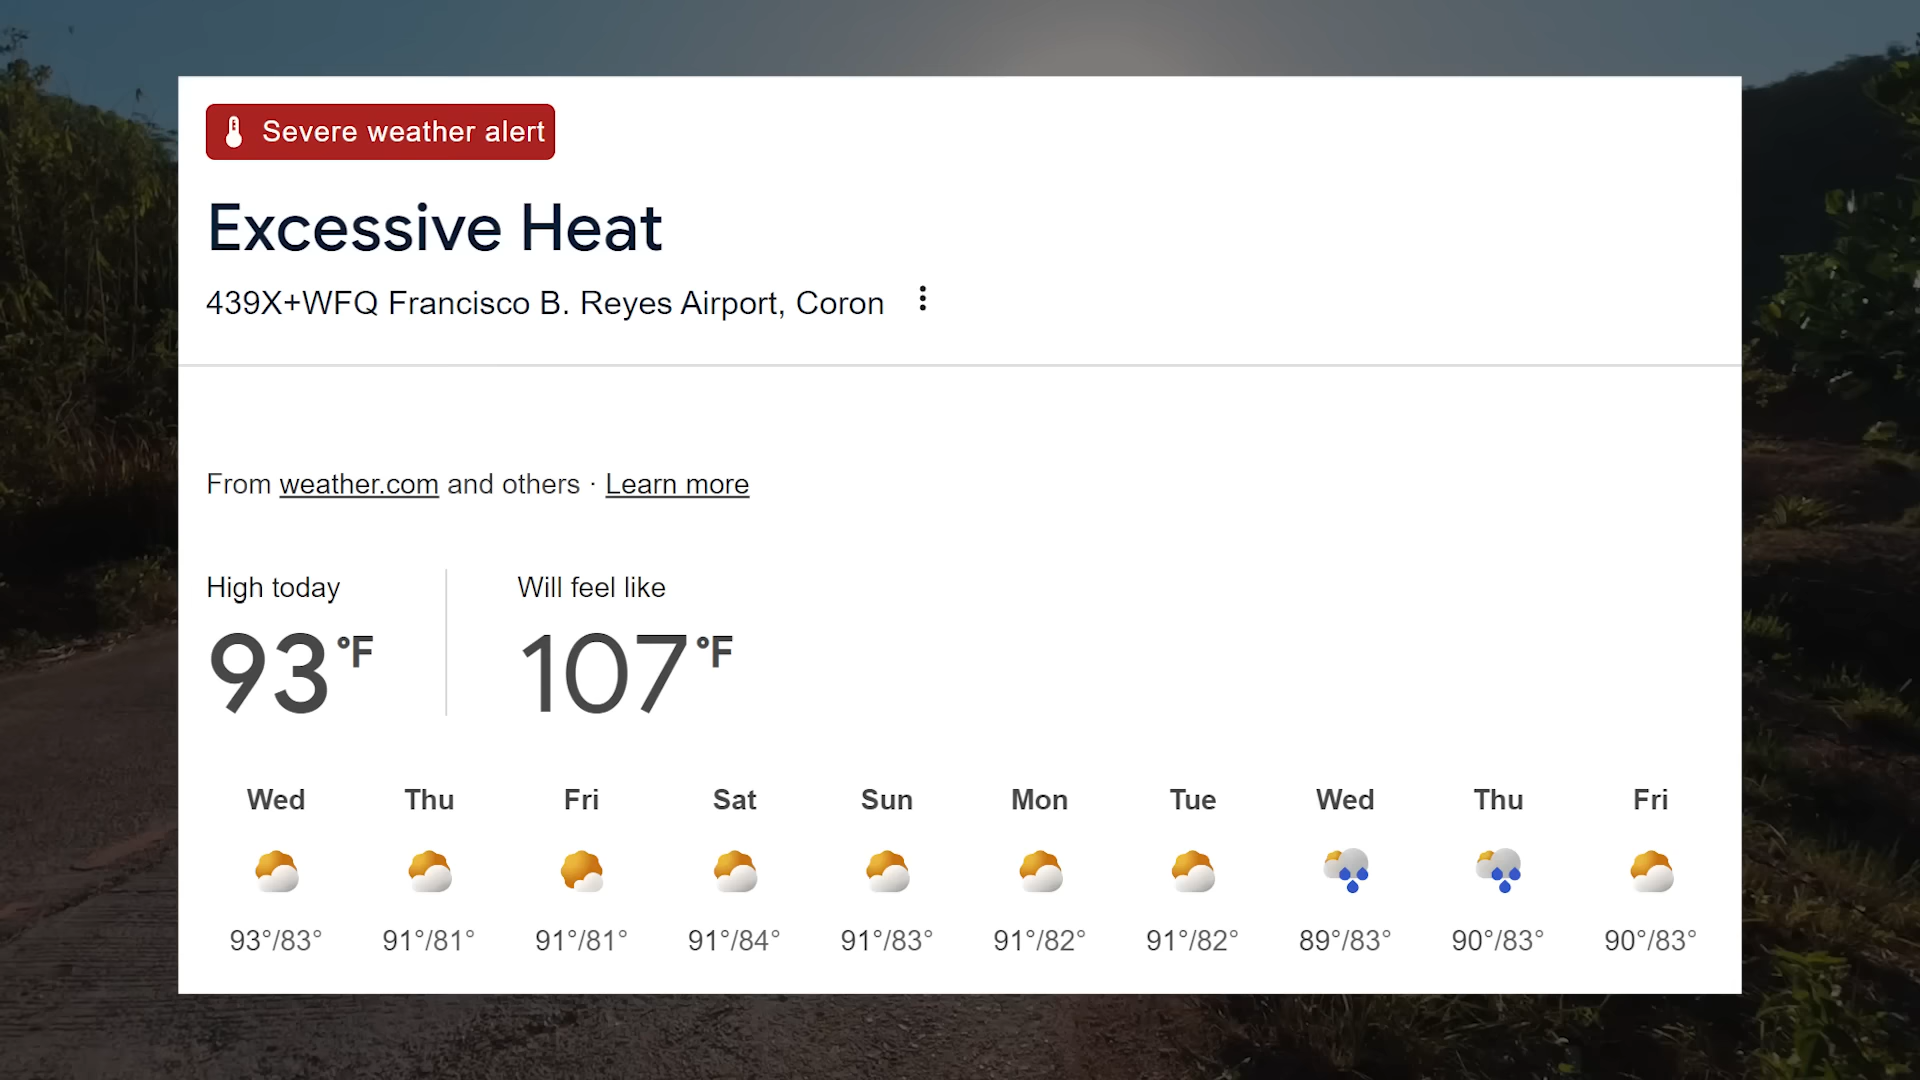 Severe weather alert
Excessive Heat
439X+WFQ Francisco B. Reyes Airport, Coron
From weather.com and others · Learn more
High today Will feel like
93°F 107°F
Wed Thu Fri Sat Sun Mon Tue Wed Thu Fri
93°/83° 91°/81° 91°/81° 91°/84° 91°/83° 91°/82° 91°/82° 89°/83° 90°/83° 90°/83°